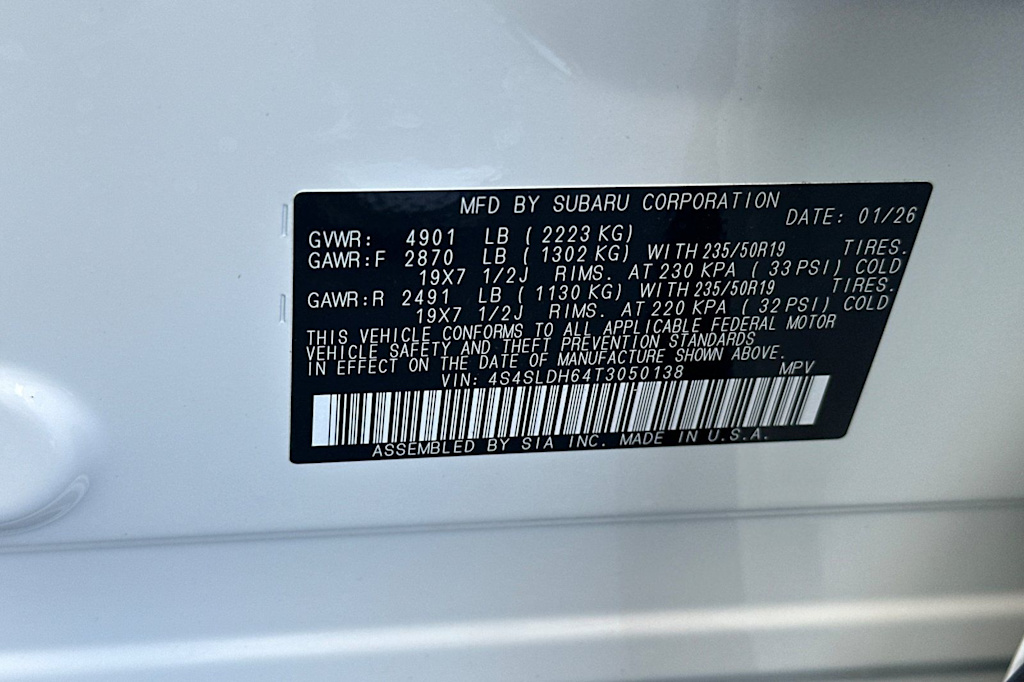 MFD BY SUBARU CORPORATION
DATE: 01/26
GVWR: 4901 LB ( 2223 KG)
GAWR:F 2870 LB ( 1302 KG) WITH 235/50R19 TIRES.
19X7 1/2J RIMS. AT 230 KPA ( 33 PSI) COLD
GAWR:R 2491 LB ( 1130 KG) WITH 235/50R19 TIRES.
19X7 1/2J RIMS. AT 220 KPA ( 32 PSI) COLD
THIS VEHICLE CONFORMS TO ALL APPLICABLE FEDERAL MOTOR
VEHICLE SAFETY AND THEFT PREVENTION STANDARDS
IN EFFECT ON THE DATE OF MANUFACTURE SHOWN ABOVE.
VIN: 4S4SLDH64T3050138 MPV
ASSEMBLED BY SIA INC. MADE IN U.S.A.